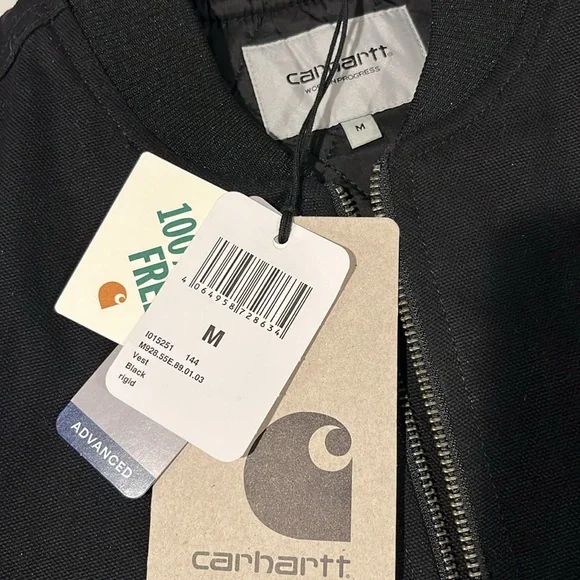 carhartt
WORK IN PROGRESS
M
100%
FREE
4 064958 728634
M
I015251 144
M928.55E.89.01.03
Vest
Black
rigid
ADVANCED
carhartt